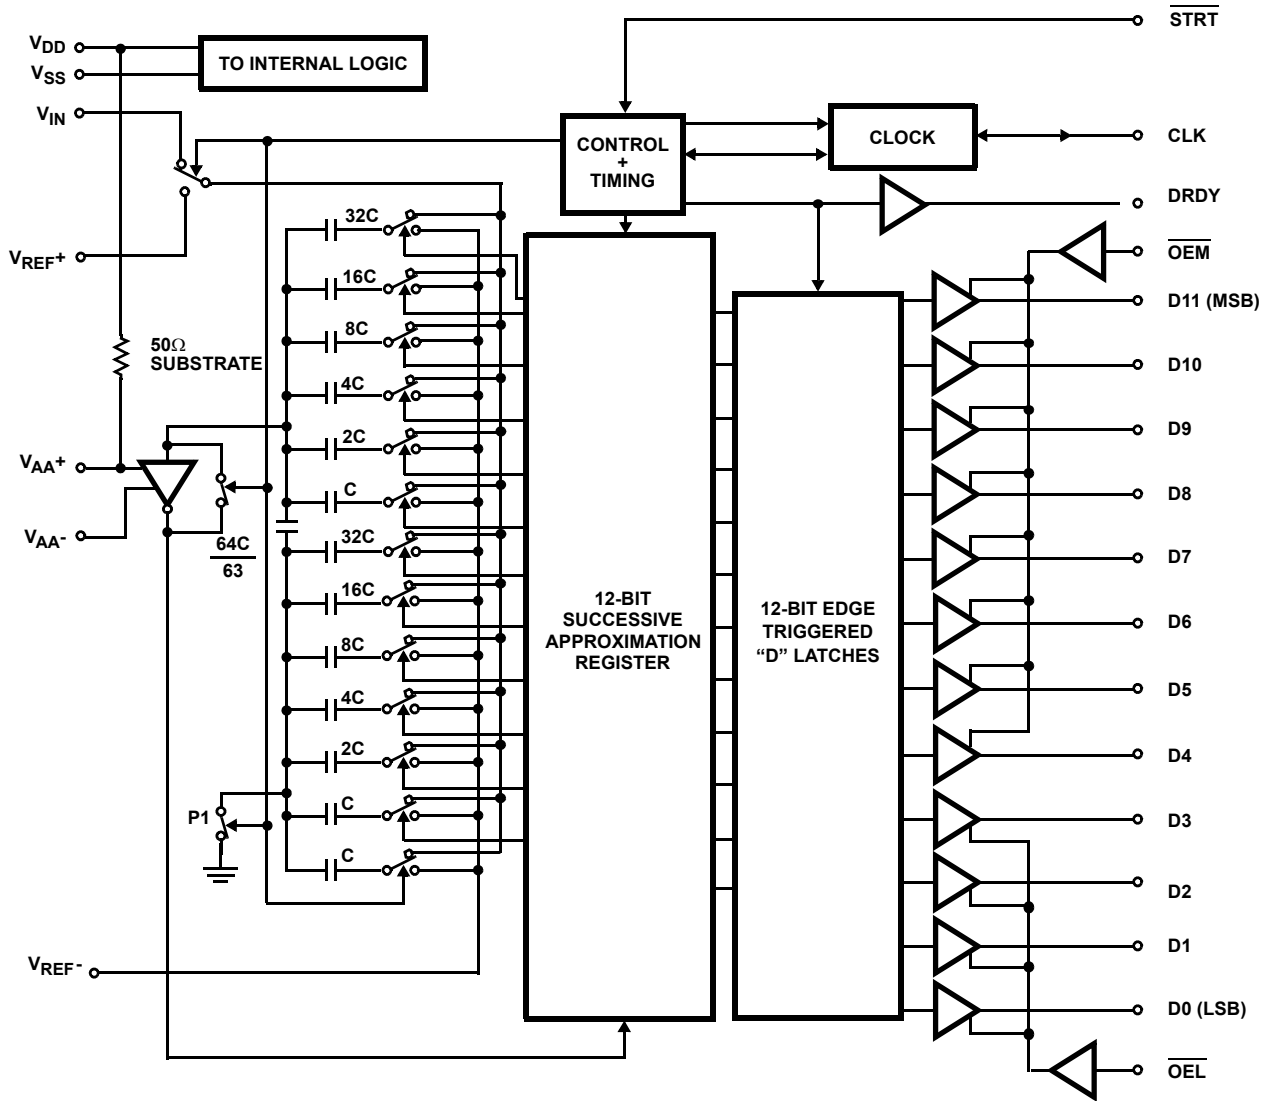 STRT
VDD
VSS
TO INTERNAL LOGIC
VIN
CONTROL
+
TIMING
CLOCK
CLK
DRDY
VREF+
OEM
32C
16C
8C
4C
2C
C
32C
16C
8C
4C
2C
C
C
50Ω
SUBSTRATE
VAA+
VAA-
64C
63
P1
VREF-
12-BIT
SUCCESSIVE
APPROXIMATION
REGISTER
12-BIT EDGE
TRIGGERED
“D” LATCHES
D11 (MSB)
D10
D9
D8
D7
D6
D5
D4
D3
D2
D1
D0 (LSB)
OEL